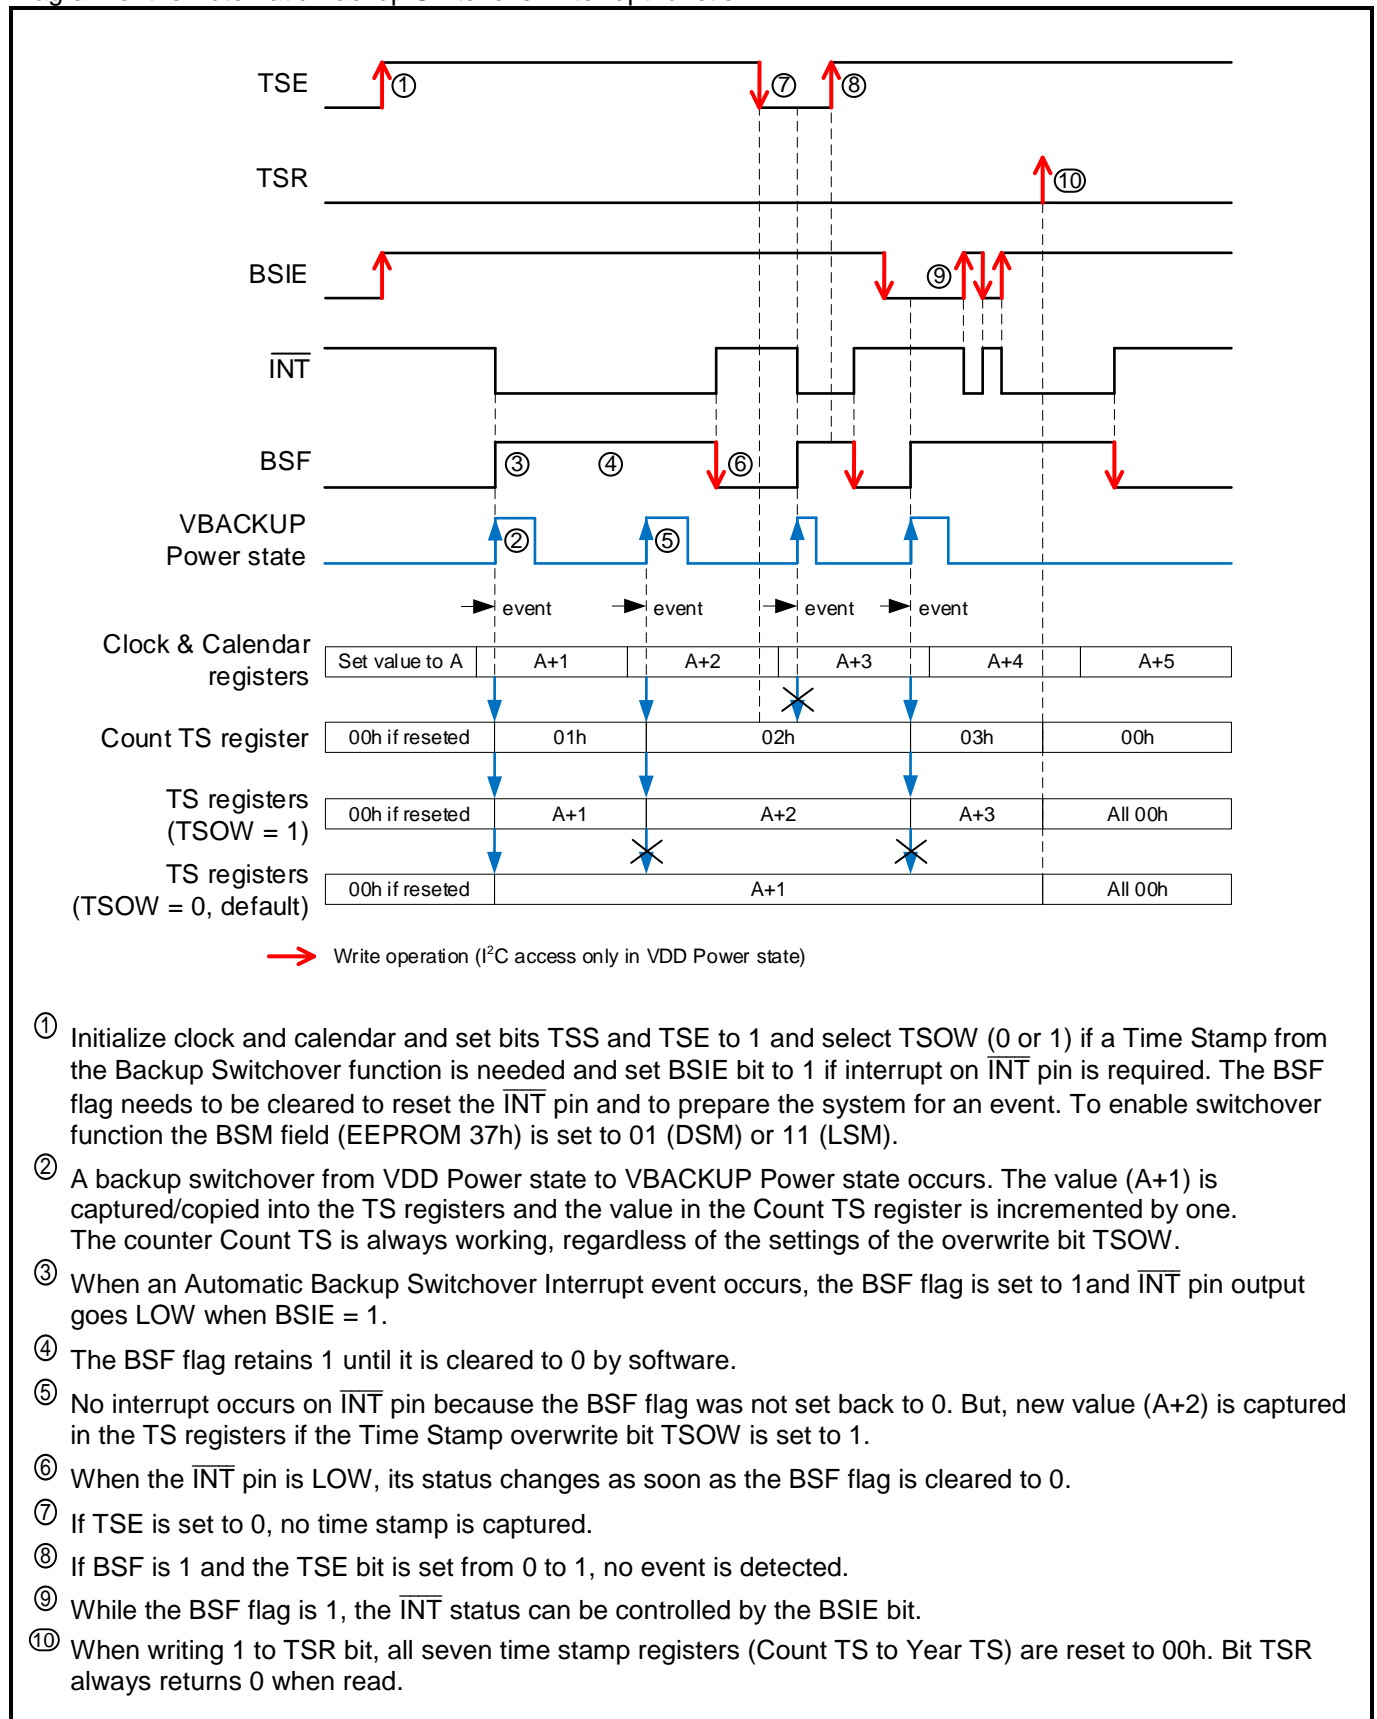 TSE ① ⑦ ⑧
TSR ⑩
BSIE ⑨
INT
BSF ③ ④ ⑥
VBACKUP
Power state ② ⑤
event event event event
Clock & Calendar
registers
Set value to A A+1 A+2 A+3 A+4 A+5
Count TS register 00h if reseted 01h 02h 03h 00h
TS registers
(TSOW = 1)
00h if reseted A+1 A+2 A+3 All 00h
TS registers
(TSOW = 0, default)
00h if reseted A+1 All 00h
Write operation (I²C access only in VDD Power state)
① Initialize clock and calendar and set bits TSS and TSE to 1 and select TSOW (0 or 1) if a Time Stamp from
the Backup Switchover function is needed and set BSIE bit to 1 if interrupt on INT pin is required. The BSF
flag needs to be cleared to reset the INT pin and to prepare the system for an event. To enable switchover
function the BSM field (EEPROM 37h) is set to 01 (DSM) or 11 (LSM).
② A backup switchover from VDD Power state to VBACKUP Power state occurs. The value (A+1) is
captured/copied into the TS registers and the value in the Count TS register is incremented by one.
The counter Count TS is always working, regardless of the settings of the overwrite bit TSOW.
③ When an Automatic Backup Switchover Interrupt event occurs, the BSF flag is set to 1and INT pin output
goes LOW when BSIE = 1.
④ The BSF flag retains 1 until it is cleared to 0 by software.
⑤ No interrupt occurs on INT pin because the BSF flag was not set back to 0. But, new value (A+2) is captured
in the TS registers if the Time Stamp overwrite bit TSOW is set to 1.
⑥ When the INT pin is LOW, its status changes as soon as the BSF flag is cleared to 0.
⑦ If TSE is set to 0, no time stamp is captured.
⑧ If BSF is 1 and the TSE bit is set from 0 to 1, no event is detected.
⑨ While the BSF flag is 1, the INT status can be controlled by the BSIE bit.
⑩ When writing 1 to TSR bit, all seven time stamp registers (Count TS to Year TS) are reset to 00h. Bit TSR
always returns 0 when read.